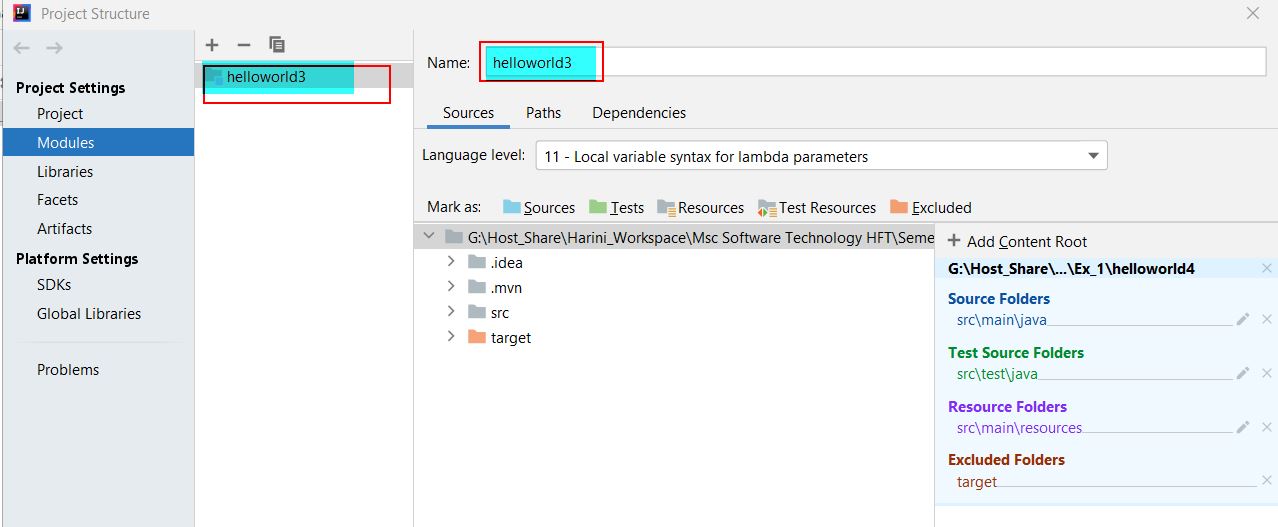 Project Structure
Project Settings
Project
Modules
Libraries
Facets
Artifacts
Platform Settings
SDKs
Global Libraries
Problems
helloworld3
Name: helloworld3
Sources Paths Dependencies
Language level: 11 - Local variable syntax for lambda parameters
Mark as: Sources Tests Resources Test Resources Excluded
G:\Host_Share\Harini_Workspace\Msc Software Technology HFT\Seme
.idea
.mvn
src
target
Add Content Root
G:\Host_Share\...\Ex_1\helloworld4
Source Folders
src\main\java
Test Source Folders
src\test\java
Resource Folders
src\main\resources
Excluded Folders
target